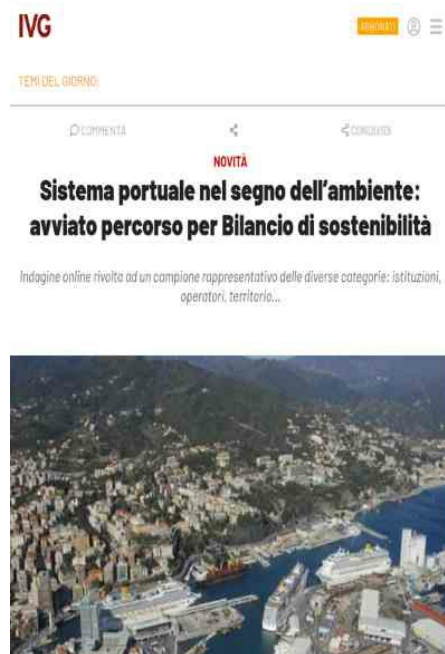 IVG
ABBONATI
TEMI DEL GIORNO:
COMMENTA
CONDIVIDI
NOVITÀ
Sistema portuale nel segno dell'ambiente:
avviato percorso per Bilancio di sostenibilità
Indagine online rivolta ad un campione rappresentativo delle diverse categorie: istituzioni,
operatori, territorio...